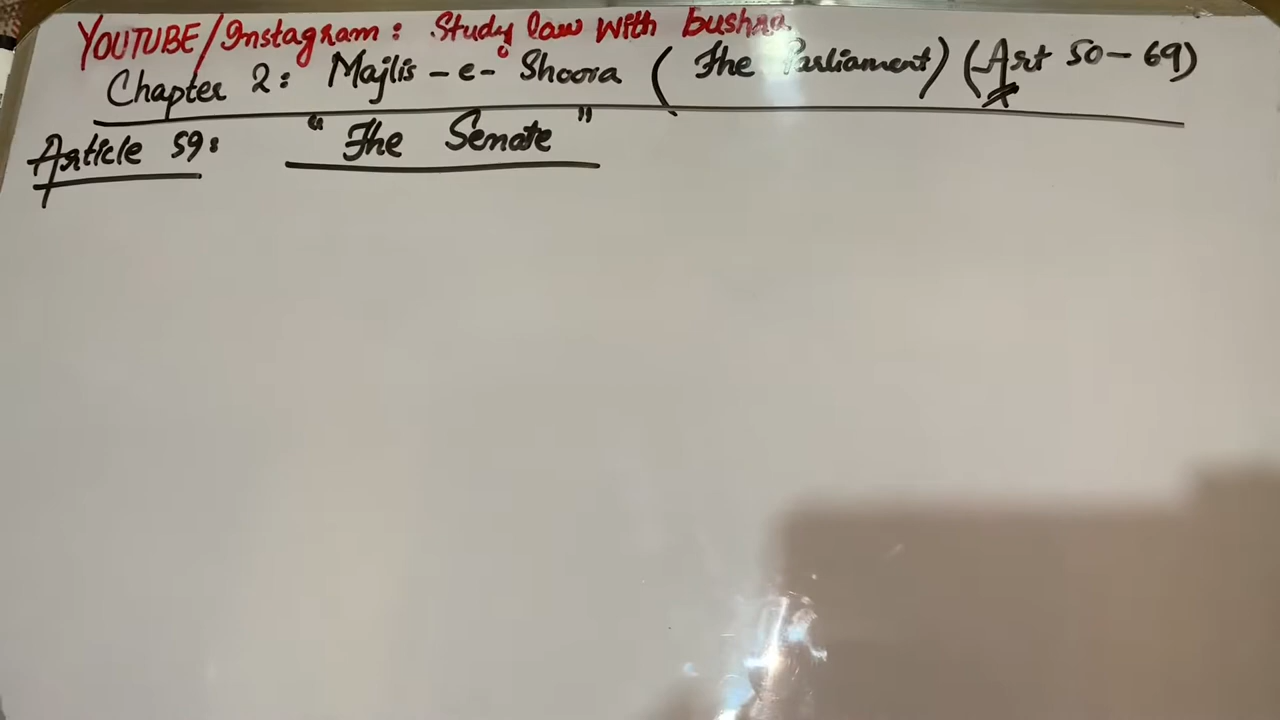 YOUTUBE/Instagram: Study law with bushra
Chapter 2: Majlis-e-Shoora (The Parliament) (Art 50-69)
Article 59: "The Senate"